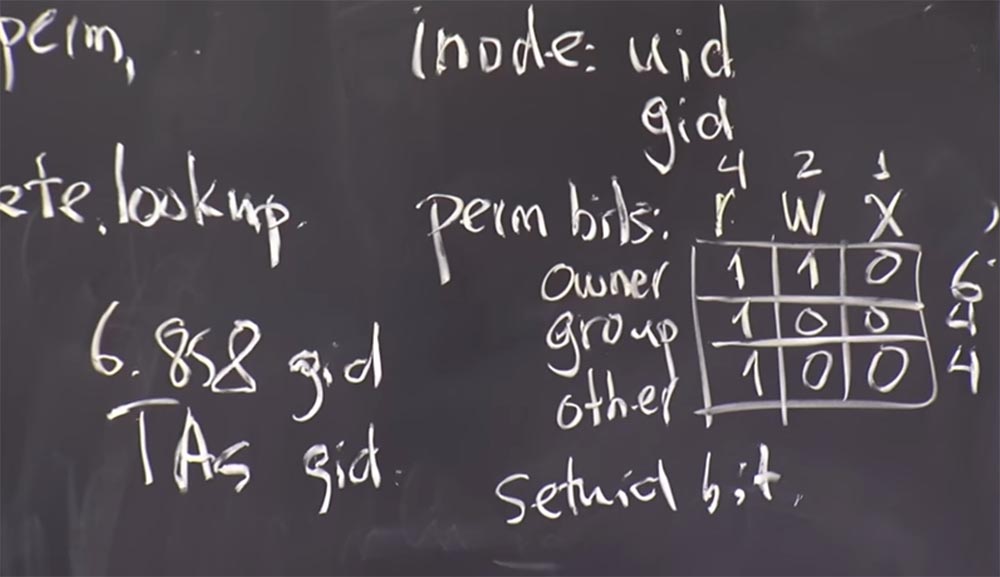 perm,
ete. lookup.
6.858 gid
TAs gid.
inode: uid
gid
4 2 1
perm bits: r w x
owner 1 1 0 6
group 1 0 0 4
other 1 0 0 4
setuid bit.